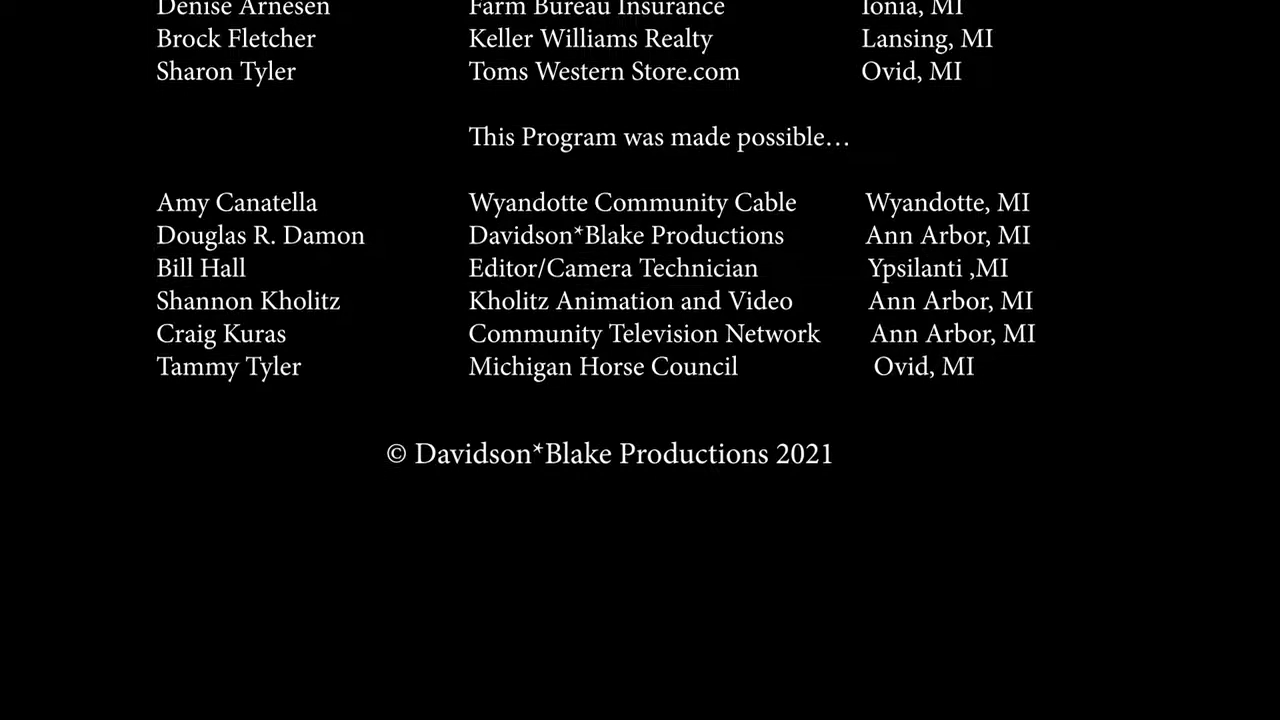 Denise Arnesen Farm Bureau Insurance Ionia, MI
Brock Fletcher Keller Williams Realty Lansing, MI
Sharon Tyler Toms Western Store.com Ovid, MI
This Program was made possible…
Amy Canatella Wyandotte Community Cable Wyandotte, MI
Douglas R. Damon Davidson*Blake Productions Ann Arbor, MI
Bill Hall Editor/Camera Technician Ypsilanti ,MI
Shannon Kholitz Kholitz Animation and Video Ann Arbor, MI
Craig Kuras Community Television Network Ann Arbor, MI
Tammy Tyler Michigan Horse Council Ovid, MI
© Davidson*Blake Productions 2021